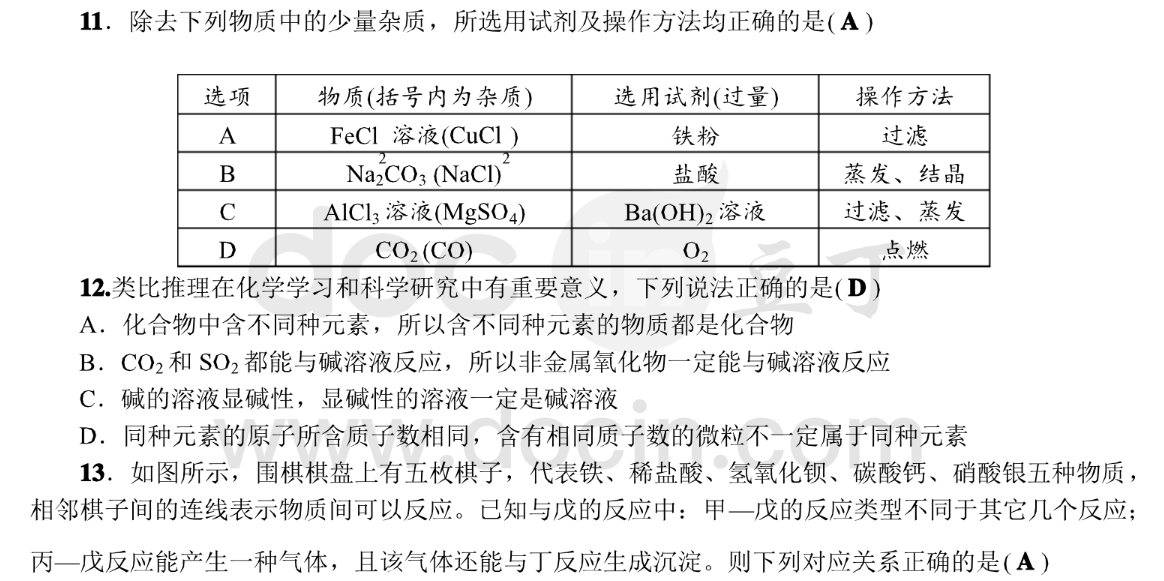 11．除去下列物质中的少量杂质，所选用试剂及操作方法均正确的是( A )
选项 物质(括号内为杂质) 选用试剂(过量) 操作方法
A FeCl₂ 溶液(CuCl₂) 铁粉 过滤
B Na₂CO₃ (NaCl) 盐酸 蒸发、结晶
C AlCl₃ 溶液(MgSO₄) Ba(OH)₂ 溶液 过滤、蒸发
D CO₂ (CO) O₂ 点燃
12.类比推理在化学学习和科学研究中有重要意义，下列说法正确的是( D )
A．化合物中含不同种元素，所以含不同种元素的物质都是化合物
B．CO₂ 和 SO₂ 都能与碱溶液反应，所以非金属氧化物一定能与碱溶液反应
C．碱的溶液显碱性，显碱性的溶液一定是碱溶液
D．同种元素的原子所含质子数相同，含有相同质子数的微粒不一定属于同种元素
13．如图所示，围棋棋盘上有五枚棋子，代表铁、稀盐酸、氢氧化钡、碳酸钙、硝酸银五种物质，
相邻棋子间的连线表示物质间可以反应。已知与戊的反应中：甲—戊的反应类型不同于其它几个反应；
丙—戊反应能产生一种气体，且该气体还能与丁反应生成沉淀。则下列对应关系正确的是( A )
docin 豆丁
www.docin.com